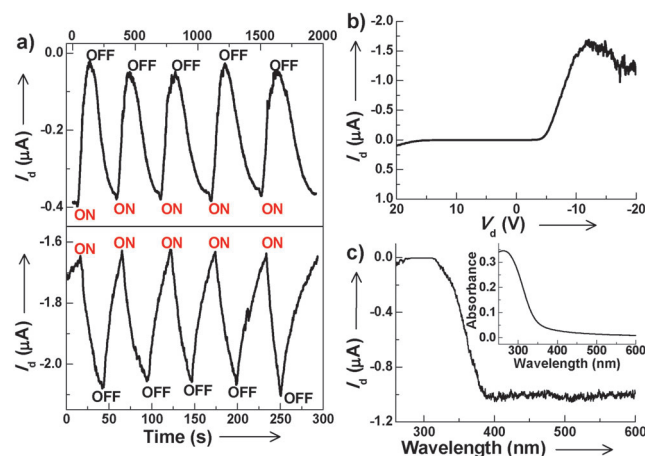 a)
0 500 1000 1500 2000
OFF OFF OFF OFF OFF
0.0
-0.2
-0.4
I_d (μA)
ON ON ON ON ON
-1.6
-1.8
-2.0
I_d (μA)
ON ON ON ON ON
OFF OFF OFF OFF OFF
0 50 100 150 200 250 300
Time (s)
b)
-2.0
-1.5
-1.0
-0.5
0.0
0.5
1.0
I_d (μA)
20 10 0 -10 -20
V_d (V)
c)
0.0
-0.4
-0.8
-1.2
I_d (μA)
300 400 500 600
Wavelength (nm)
0.3
0.2
0.1
0.0
Absorbance
300 400 500 600
Wavelength (nm)